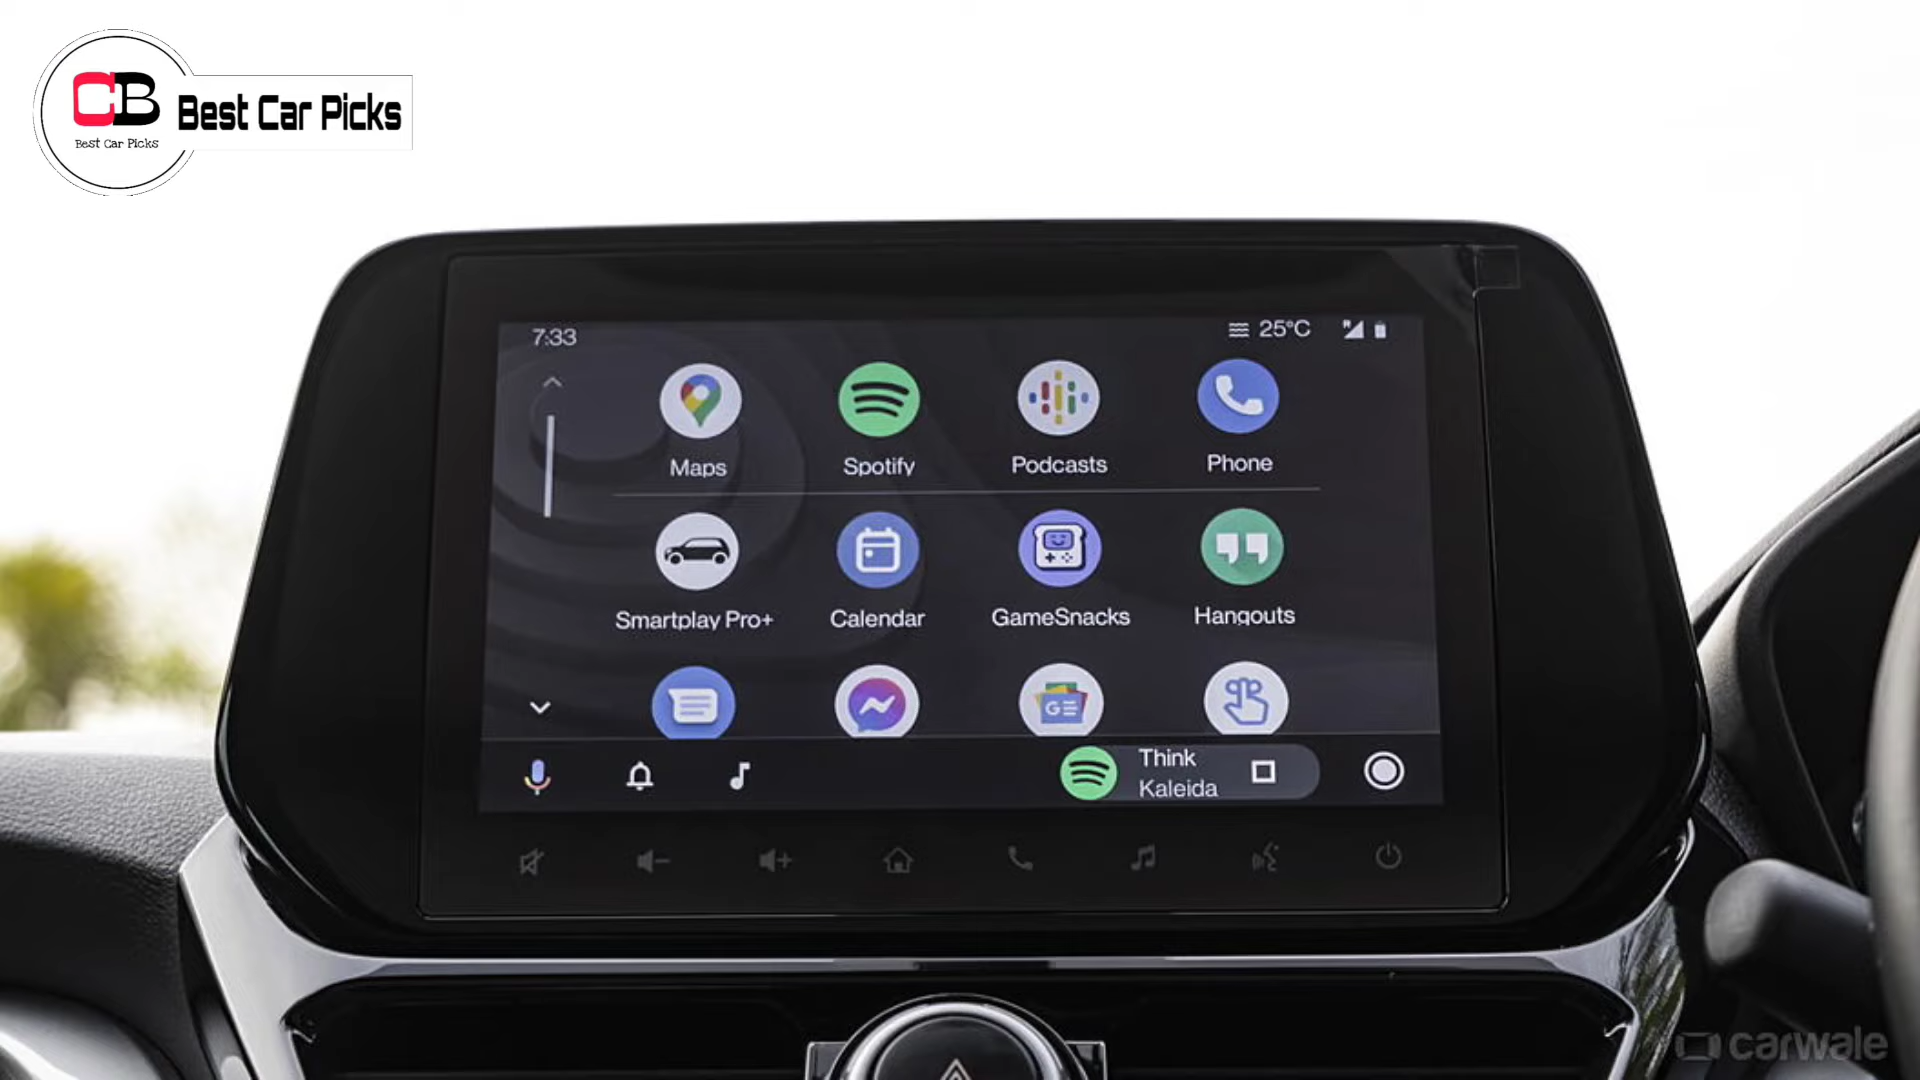 CB
Best Car Picks
Best Car Picks
7:33
25°C
Maps
Spotify
Podcasts
Phone
Smartplay Pro+
Calendar
GameSnacks
Hangouts
GE
Think
Kaleida
carwale